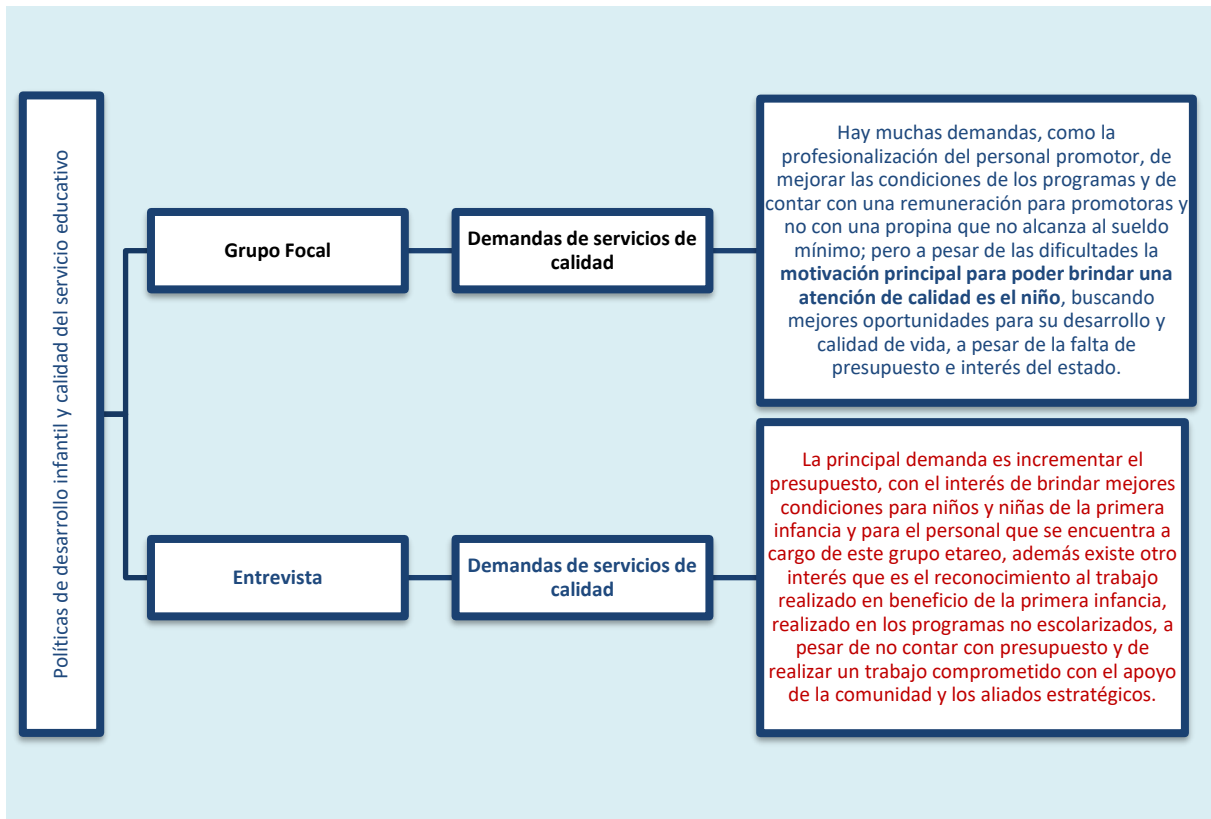 Políticas de desarrollo infantil y calidad del servicio educativo
Grupo Focal
Demandas de servicios de
calidad
Hay muchas demandas, como la
profesionalización del personal promotor, de
mejorar las condiciones de los programas y de
contar con una remuneración para promotoras y
no con una propina que no alcanza al sueldo
mínimo; pero a pesar de las dificultades la
motivación principal para poder brindar una
atención de calidad es el niño, buscando
mejores oportunidades para su desarrollo y
calidad de vida, a pesar de la falta de
presupuesto e interés del estado.
Entrevista
Demandas de servicios de
calidad
La principal demanda es incrementar el
presupuesto, con el interés de brindar mejores
condiciones para niños y niñas de la primera
infancia y para el personal que se encuentra a
cargo de este grupo etareo, además existe otro
interés que es el reconocimiento al trabajo
realizado en beneficio de la primera infancia,
realizado en los programas no escolarizados, a
pesar de no contar con presupuesto y de
realizar un trabajo comprometido con el apoyo
de la comunidad y los aliados estratégicos.